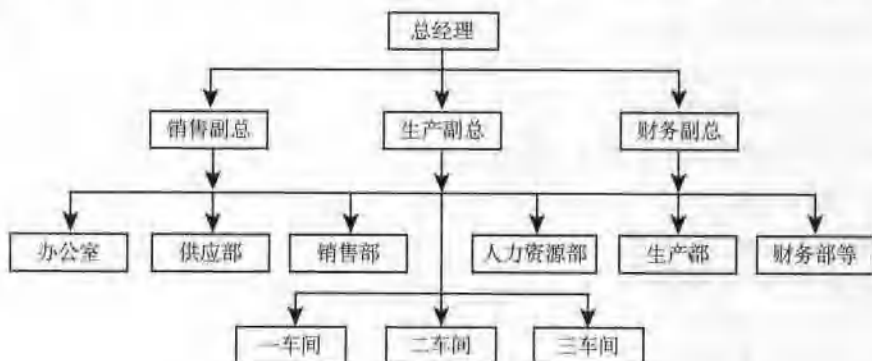 总经理
销售副总 生产副总 财务副总
办公室 供应部 销售部 人力资源部 生产部 财务部等
一车间 二车间 三车间